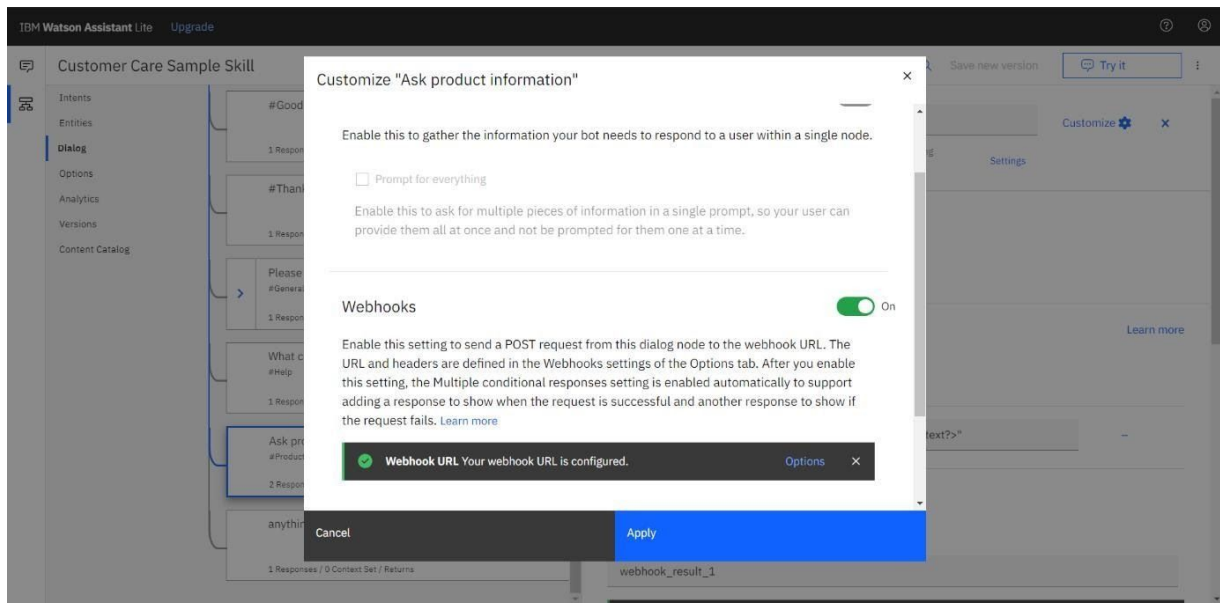 IBM Watson Assistant Lite Upgrade
Customer Care Sample Skill
Save new version
Try it
Intents
Entities
Dialog
Options
Analytics
Versions
Content Catalog
#Good
1 Respon
#Thank
1 Respon
Please
#General
1 Respon
What c
#Help
1 Respon
Ask pro
#Product
2 Respon
anythin
1 Responses / 0 Context Set / Returns
Customize "Ask product information"
Enable this to gather the information your bot needs to respond to a user within a single node.
Prompt for everything
Enable this to ask for multiple pieces of information in a single prompt, so your user can
provide them all at once and not be prompted for them one at a time.
Webhooks
On
Enable this setting to send a POST request from this dialog node to the webhook URL. The
URL and headers are defined in the Webhooks settings of the Options tab. After you enable
this setting, the Multiple conditional responses setting is enabled automatically to support
adding a response to show when the request is successful and another response to show if
the request fails. Learn more
Webhook URL Your webhook URL is configured.
Options
Cancel
Apply
Customize
Settings
Learn more
text?>"
webhook_result_1